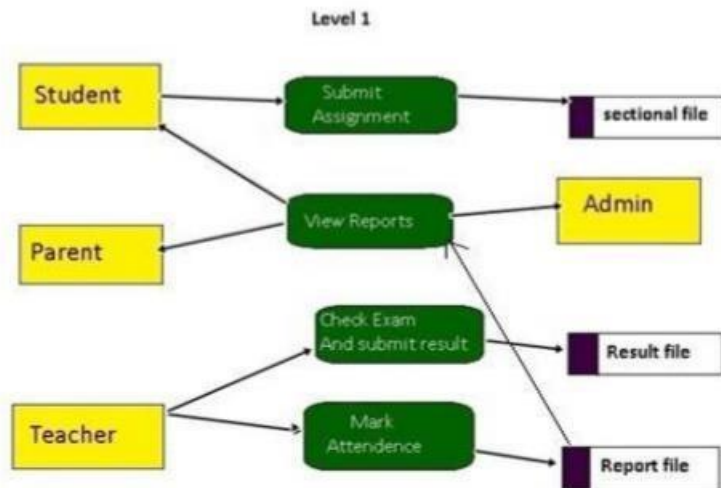 Level 1
Student
Submit
Assignment
sectional file
View Reports
Admin
Parent
Check Exam
And submit result
Result file
Teacher
Mark
Attendence
Report file